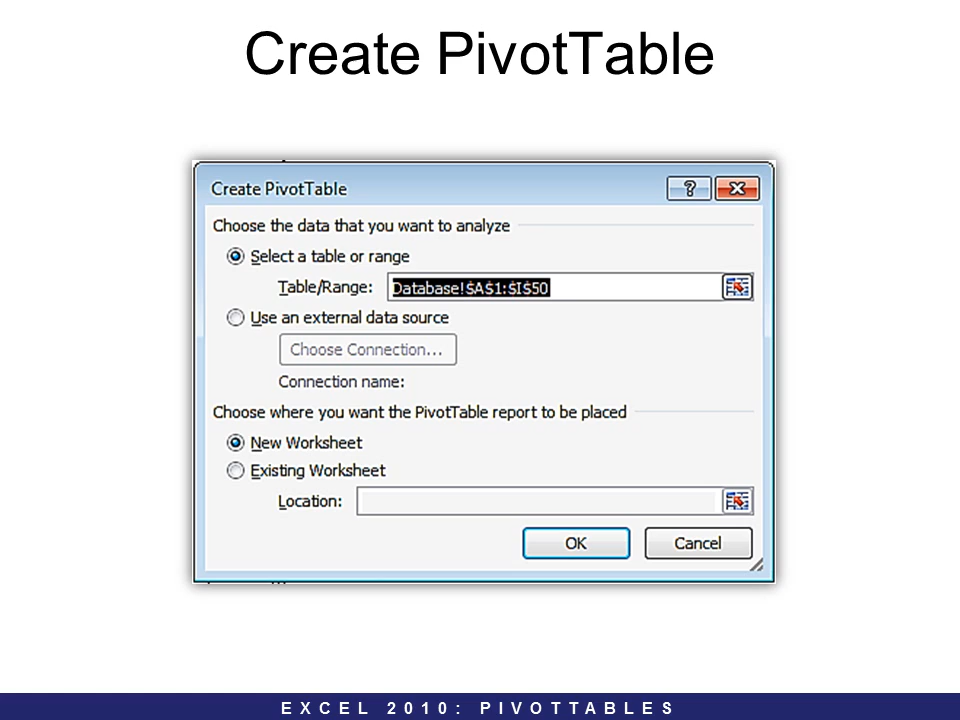 Create PivotTable
Create PivotTable
Choose the data that you want to analyze
Select a table or range
Table/Range: Database!$A$1:$I$50
Use an external data source
Choose Connection...
Connection name:
Choose where you want the PivotTable report to be placed
New Worksheet
Existing Worksheet
Location:
OK Cancel
EXCEL 2010: PIVOTTABLES